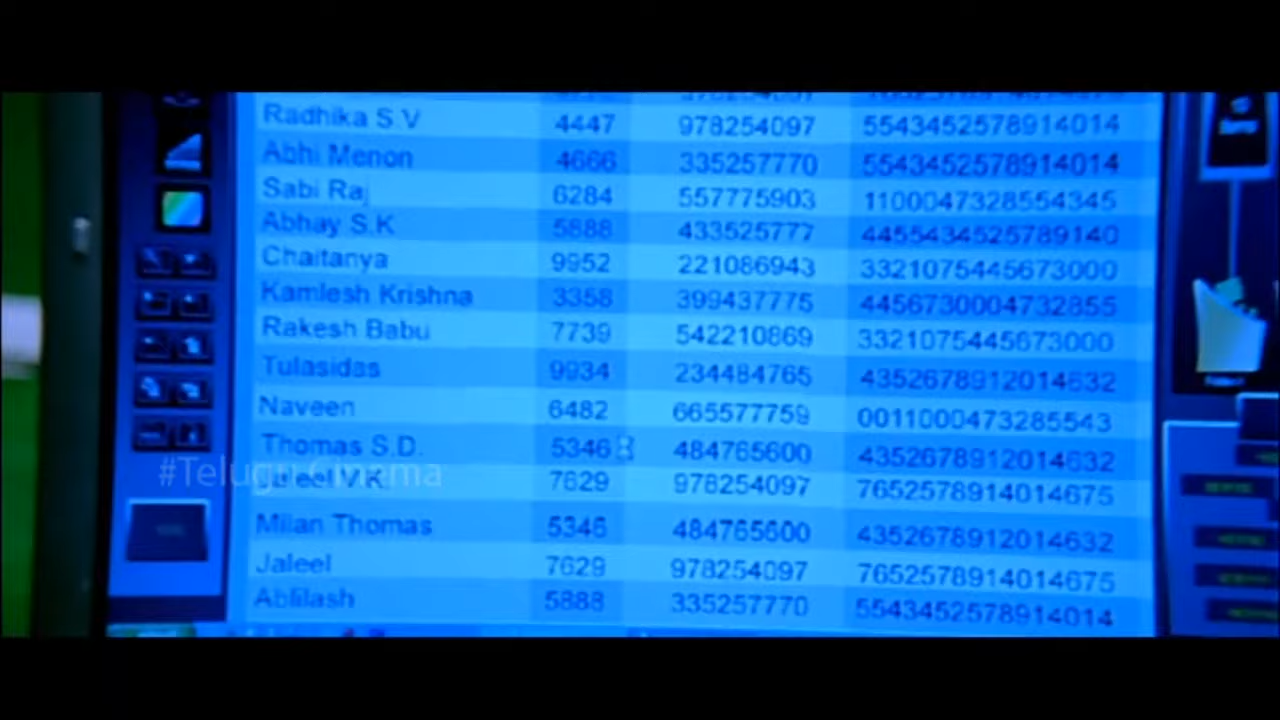 Radhika S V 4447 978254097 5543452578914014
Abhi Menon 4666 335257770 5543452578914014
Sabi Raj 6284 557775903 1100047328554345
Abhay S.K 5888 433525777 4455434525789140
Chaitanya 9952 221086943 3321075445673000
Kamlesh Krishna 3358 399437775 4456730004732855
Rakesh Babu 7739 542210869 3321075445673000
Tulasidas 9934 234484765 4352678912014632
Naveen 6482 665577759 0011000473285543
Thomas S.D. 5346 484765600 4352678912014632
#Telugu Cinema
Jaleel V.K. 7629 978254097 7652578914014675
Milan Thomas 5346 484765600 4352678912014632
Jaleel 7629 978254097 7652578914014675
Abhilash 5888 335257770 5543452578914014